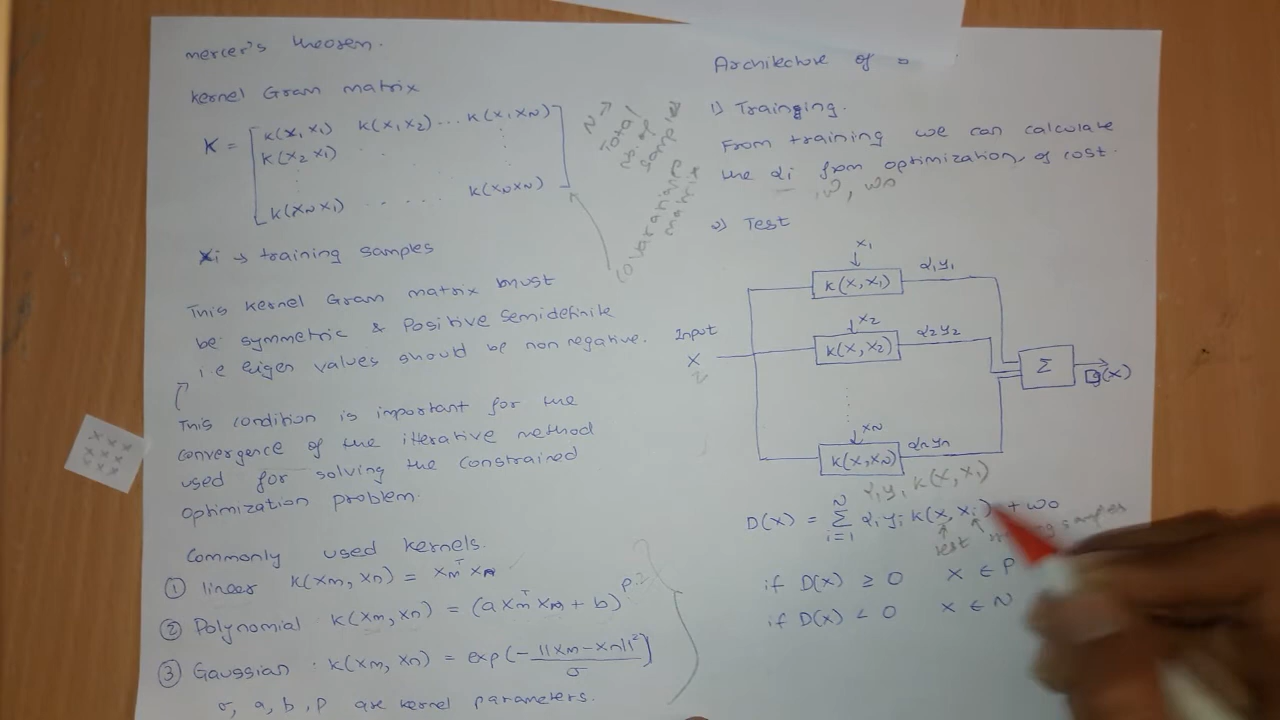 mercer's theorem.
Kernel Gram matrix
K = [ K(x1 x1) K(x1 x2) ... K(x1 xN)
K(x2 x1) . . .
K(xN x1) . . . . . K(xN xN) ]
N →
Total
no. of
samples
covariance
matrix
xi → training samples
This kernel Gram matrix must
be symmetric & Positive Semidefinite
i.e eigen values should be non negative.
This condition is important for the
convergence of the iterative method
used for solving the constrained
optimization problem.
Commonly used kernels.
① linear K(xm, xn) = xm^T xn
② Polynomial K(xm, xn) = (a xm^T xn + b)^P
③ Gaussian . K(xm, xn) = exp(-||xm-xn||²/σ)
σ, a, b, P are kernel parameters.
Architecture of
1) Training.
From training we can calculate
the αi from optimization, of cost.
w, w0
2) Test
x1
K(x, x1) α1y1
x2
Input K(x, x2) α2y2
x Σ D(x)
xN
K(x, xN) αnyn
α1 y1 K(x, x1)
D(x) = Σ_{i=1}^{N} αi yi K(x, xi) + w0
test samples
if D(x) ≥ 0 x ∈ P
if D(x) < 0 x ∈ N